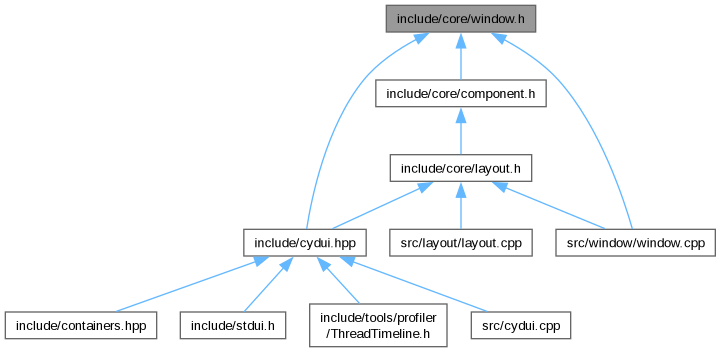 include/core/window.h
include/core/component.h
include/core/layout.h
include/cydui.hpp
src/layout/layout.cpp
src/window/window.cpp
include/containers.hpp
include/stdui.h
include/tools/profiler
/ThreadTimeline.h
src/cydui.cpp